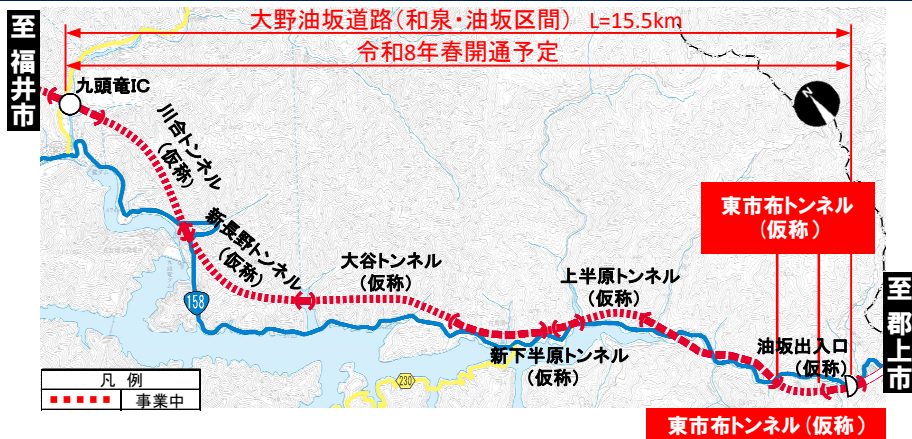 大野油坂道路(和泉・油坂区間) L=15.5km
令和8年春開通予定
至 福井市
九頭竜IC
川合トンネル
(仮称)
新長野トンネル
(仮称)
大谷トンネル
(仮称)
158
上半原トンネル
(仮称)
新下半原トンネル
(仮称)
230
東市布トンネル
(仮称)
油坂出入口
(仮称)
至 郡上市
東市布トンネル(仮称)
凡 例
事業中
N